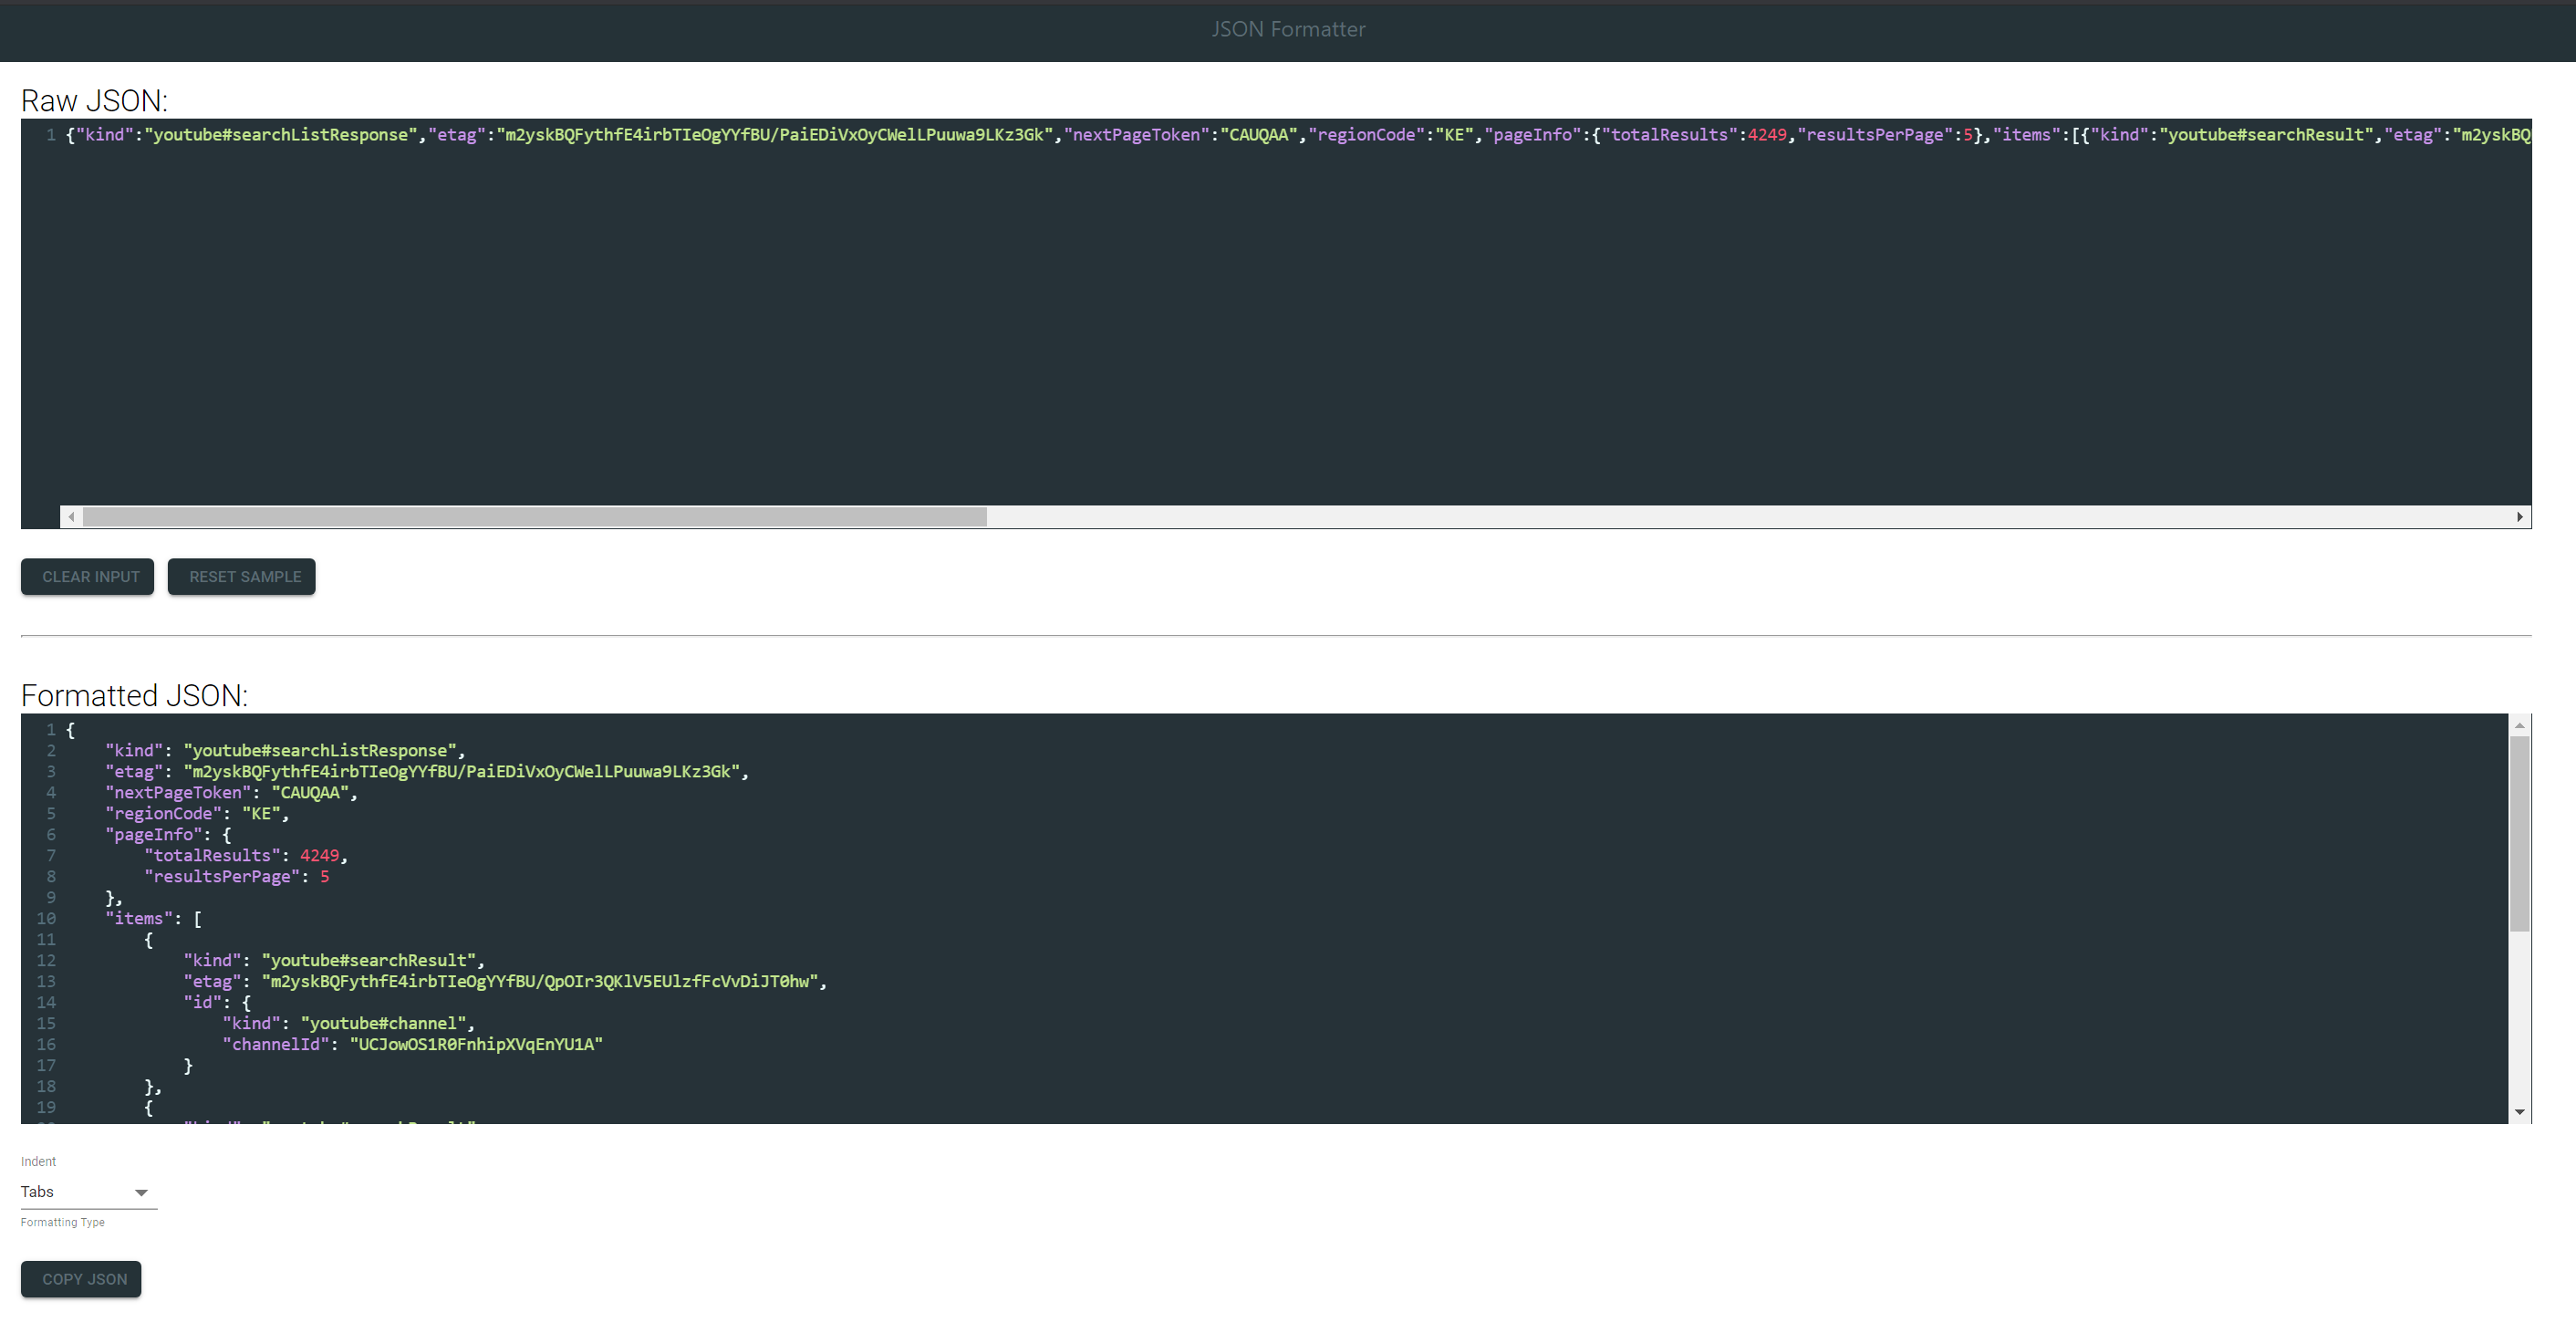 JSON Formatter
Raw JSON:
1 {"kind":"youtube#searchListResponse","etag":"m2yskBQFythfE4irbTIeOgYYfBU/PaiEDiVxOyCWelLPuuwa9LKz3Gk","nextPageToken":"CAUQAA","regionCode":"KE","pageInfo":{"totalResults":4249,"resultsPerPage":5},"items":[{"kind":"youtube#searchResult","etag":"m2yskBQ
CLEAR INPUT RESET SAMPLE
Formatted JSON:
1 {
2 "kind": "youtube#searchListResponse",
3 "etag": "m2yskBQFythfE4irbTIeOgYYfBU/PaiEDiVxOyCWelLPuuwa9LKz3Gk",
4 "nextPageToken": "CAUQAA",
5 "regionCode": "KE",
6 "pageInfo": {
7 "totalResults": 4249,
8 "resultsPerPage": 5
9 },
10 "items": [
11 {
12 "kind": "youtube#searchResult",
13 "etag": "m2yskBQFythfE4irbTIeOgYYfBU/QpOIr3QKlV5EUlzfFcVvDiJT0hw",
14 "id": {
15 "kind": "youtube#channel",
16 "channelId": "UCJowOS1R0FnhipXVqEnYU1A"
17 }
18 },
19 {
Indent
Tabs
Formatting Type
COPY JSON